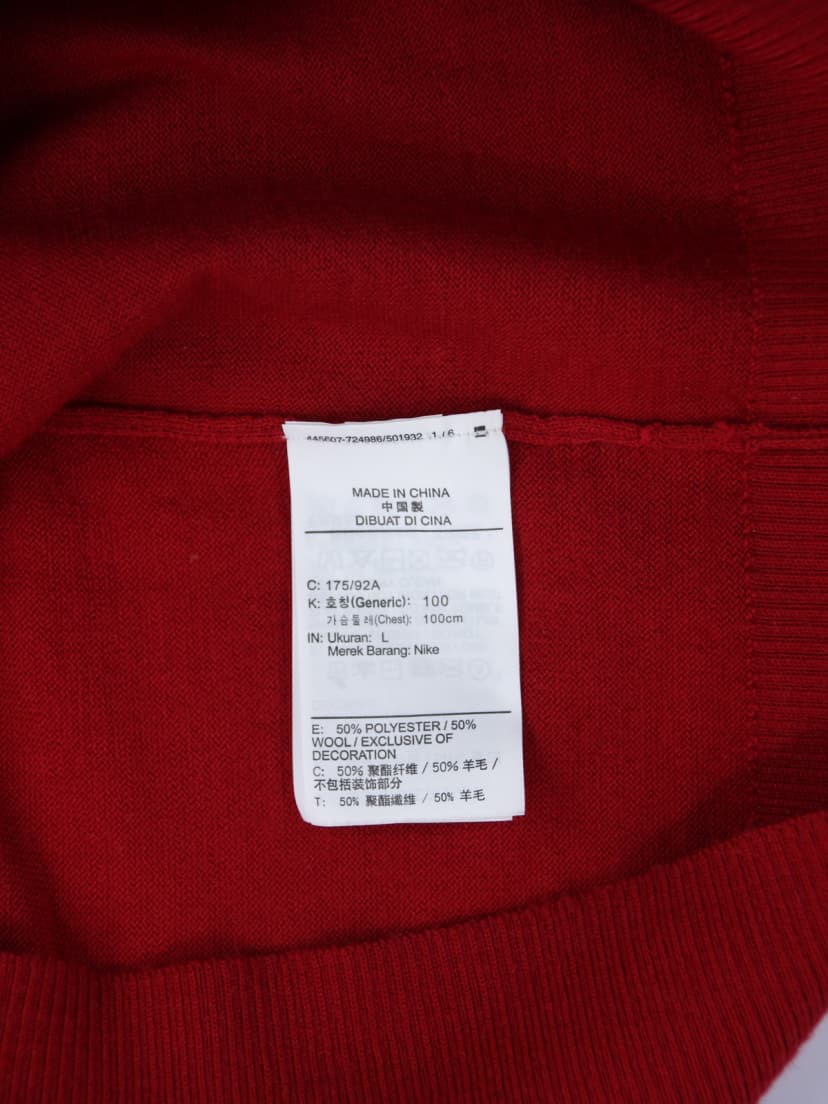 445607-724986/501932 1/6
MADE IN CHINA
中国製
DIBUAT DI CINA
C: 175/92A
K: 호칭(Generic): 100
가슴둘레(Chest): 100cm
IN: Ukuran: L
Merek Barang: Nike
E: 50% POLYESTER / 50%
WOOL / EXCLUSIVE OF
DECORATION
C: 50% 聚酯纤维 / 50% 羊毛 /
不包括装饰部分
T: 50% 聚酯纖維 / 50% 羊毛